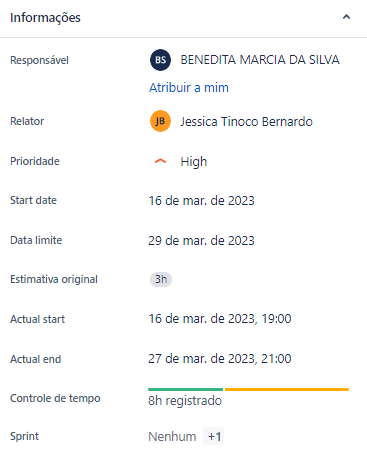 Informações
Responsável BS BENEDITA MARCIA DA SILVA
Atribuir a mim
Relator JB Jessica Tinoco Bernardo
Prioridade High
Start date 16 de mar. de 2023
Data limite 29 de mar. de 2023
Estimativa original 3h
Actual start 16 de mar. de 2023, 19:00
Actual end 27 de mar. de 2023, 21:00
Controle de tempo 8h registrado
Sprint Nenhum +1